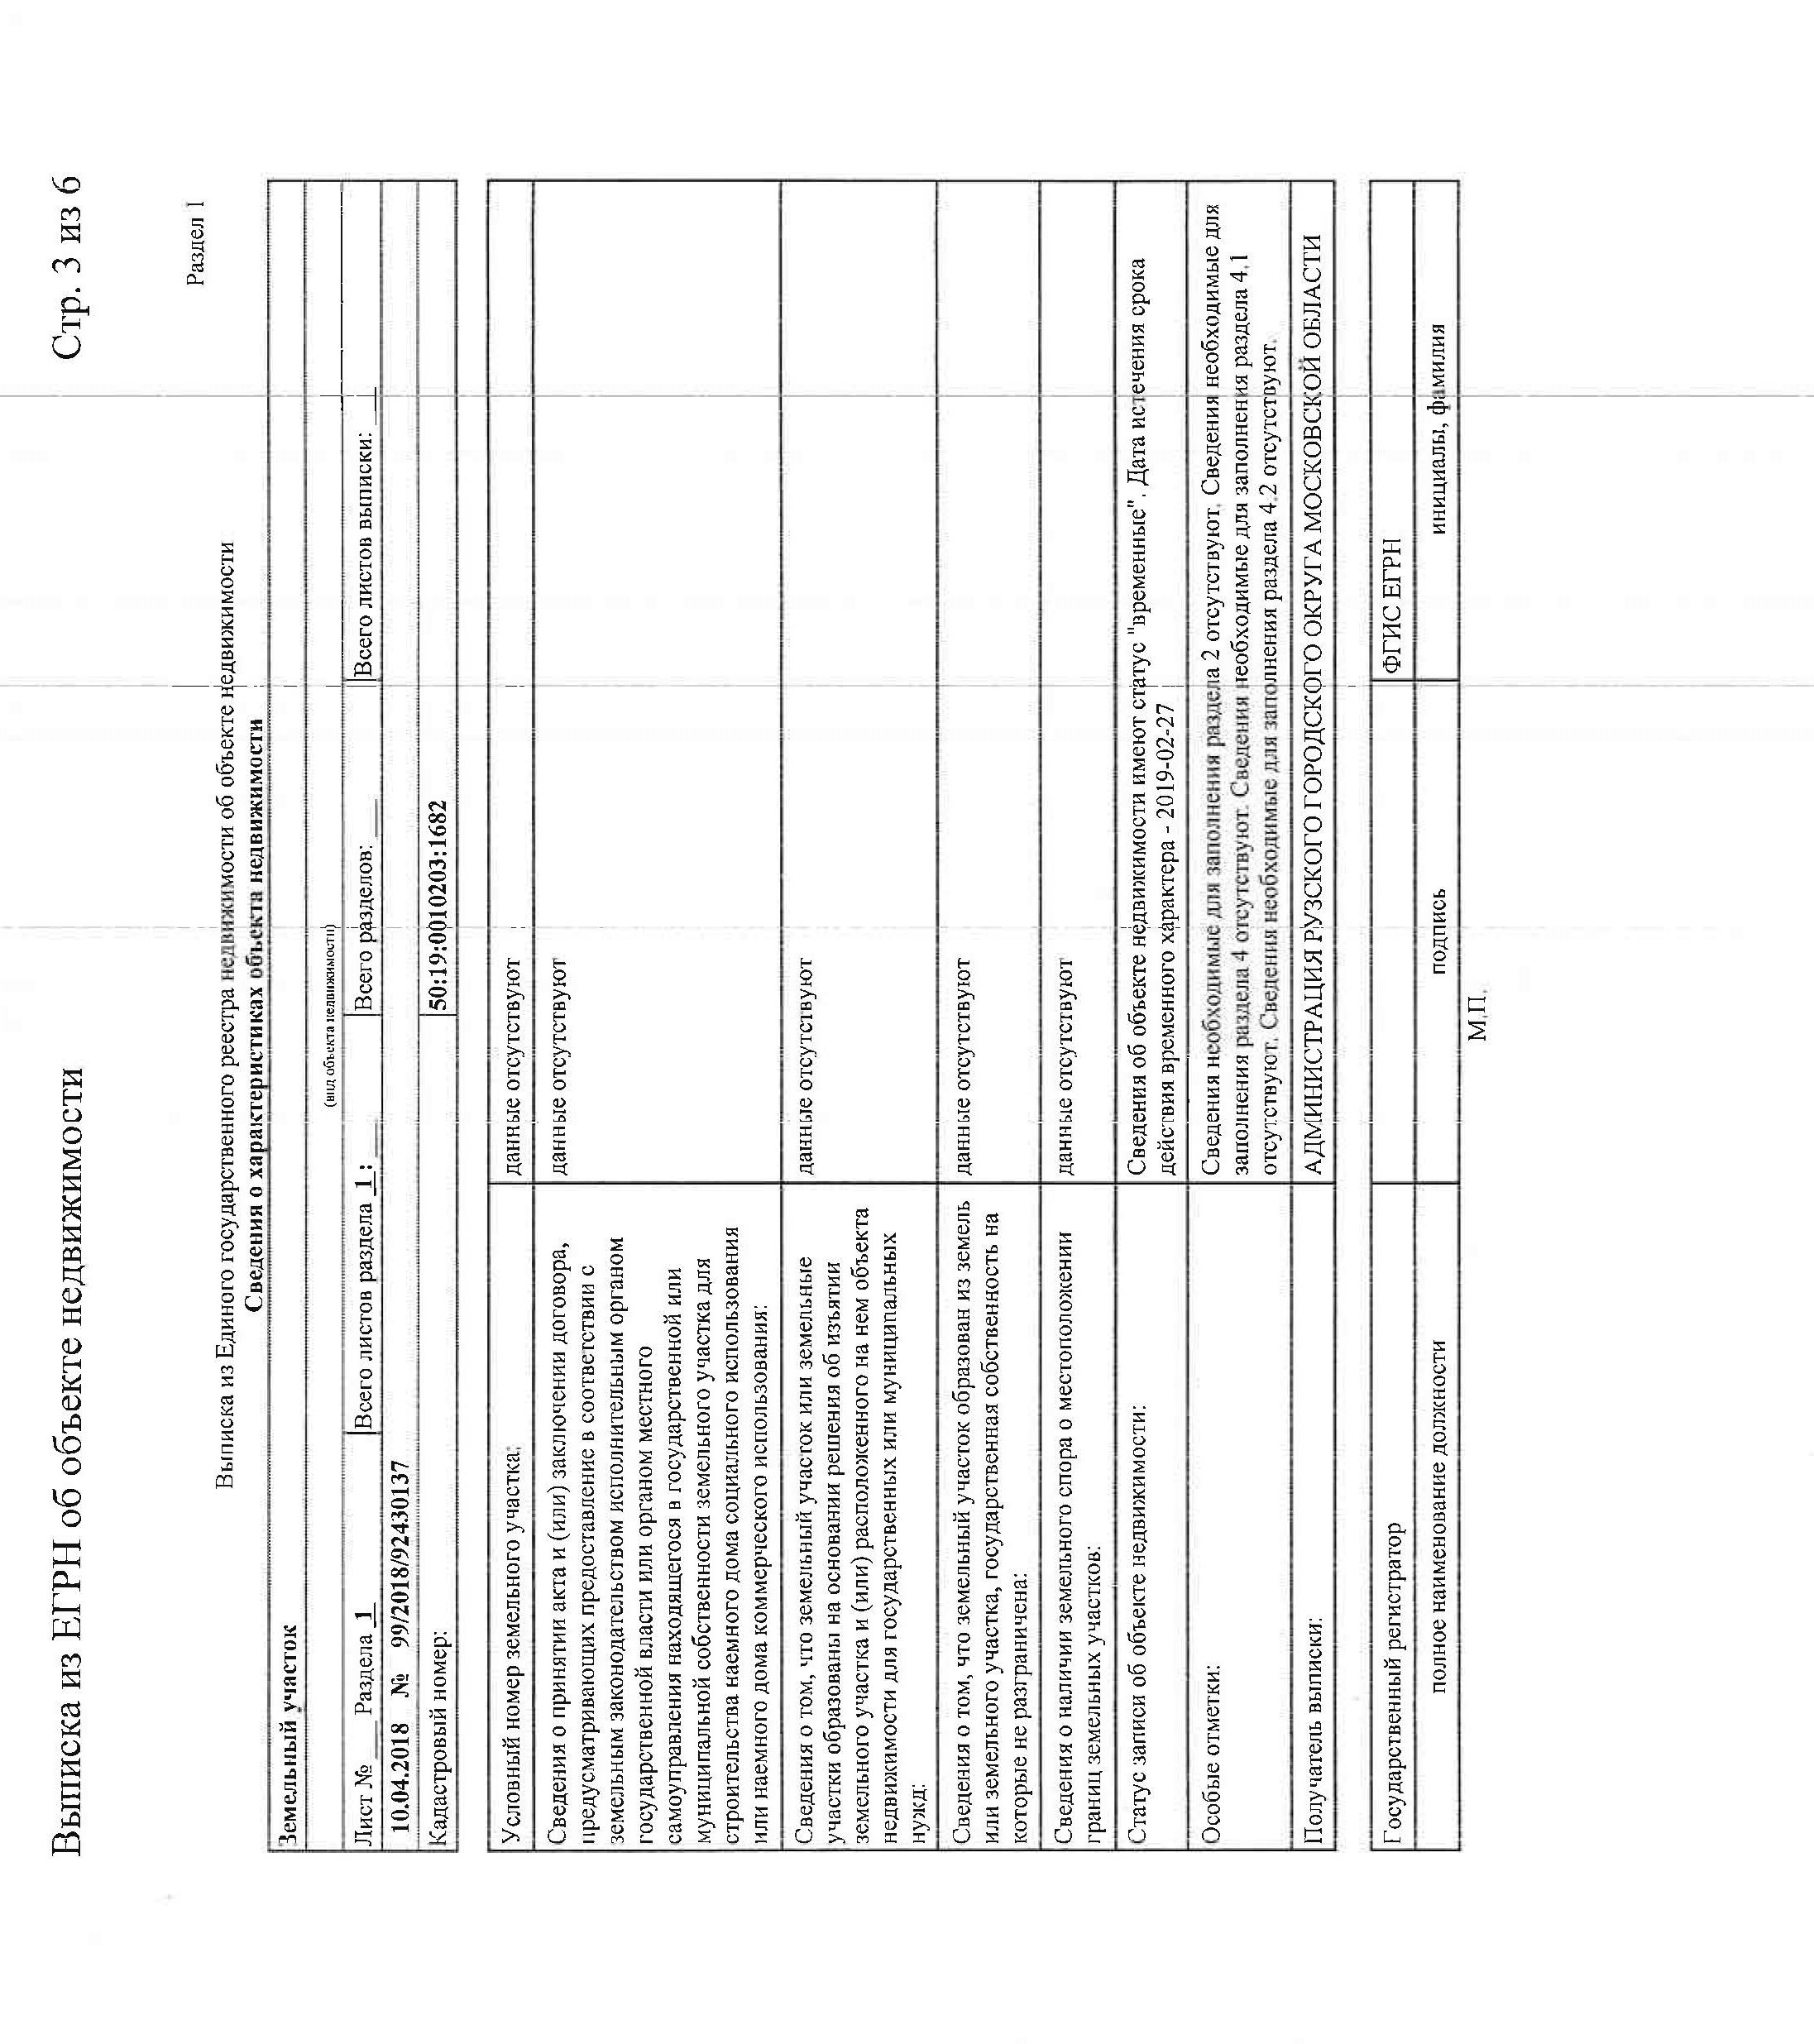 Выписка из ЕГРН об объекте недвижимости Стр. 3 из 6
Раздел 1
Выписка из Единого государственного реестра недвижимости об объекте недвижимости
Сведения о характеристиках объекта недвижимости
Земельный участок
(вид объекта недвижимости)
Лист № ___ Раздела 1 Всего листов раздела 1: ___ Всего разделов: ___ Всего листов выписки: ___
10.04.2018 № 99/2018/92430137
Кадастровый номер: 50:19:0010203:1682
Условный номер земельного участка: данные отсутствуют
Сведения о принятии акта и (или) заключении договора, данные отсутствуют
предусматривающих предоставление в соответствии с
земельным законодательством исполнительным органом
государственной власти или органом местного
самоуправления находящегося в государственной или
муниципальной собственности земельного участка для
строительства наемного дома социального использования
или наемного дома коммерческого использования:
Сведения о том, что земельный участок или земельные данные отсутствуют
участки образованы на основании решения об изъятии
земельного участка и (или) расположенного на нем объекта
недвижимости для государственных или муниципальных
нужд:
Сведения о том, что земельный участок образован из земель данные отсутствуют
или земельного участка, государственная собственность на
которые не разграничена:
Сведения о наличии земельного спора о местоположении данные отсутствуют
границ земельных участков:
Статус записи об объекте недвижимости: Сведения об объекте недвижимости имеют статус "временные". Дата истечения срока
действия временного характера - 2019-02-27
Особые отметки: Сведения необходимые для заполнения раздела 2 отсутствуют. Сведения необходимые для
заполнения раздела 4 отсутствуют. Сведения необходимые для заполнения раздела 4.1
отсутствуют. Сведения необходимые для заполнения раздела 4.2 отсутствуют.
Получатель выписки: АДМИНИСТРАЦИЯ РУЗСКОГО ГОРОДСКОГО ОКРУГА МОСКОВСКОЙ ОБЛАСТИ
Государственный регистратор ФГИС ЕГРН
полное наименование должности подпись инициалы, фамилия
М.П.